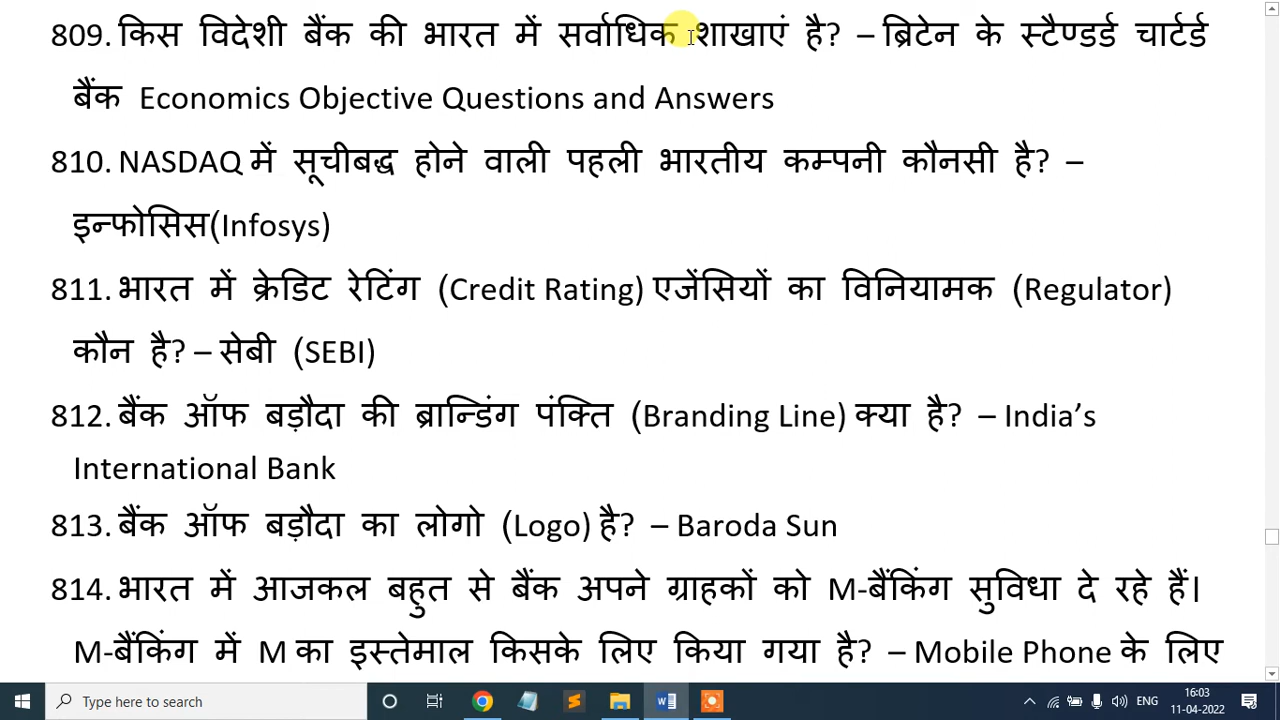 809. किस विदेशी बैंक की भारत में सर्वाधिक शाखाएं है? – ब्रिटेन के स्टैण्डर्ड चार्टर्ड
बैंक Economics Objective Questions and Answers
810. NASDAQ में सूचीबद्ध होने वाली पहली भारतीय कम्पनी कौनसी है? –
इन्फोसिस(Infosys)
811. भारत में क्रेडिट रेटिंग (Credit Rating) एजेंसियों का विनियामक (Regulator)
कौन है? – सेबी (SEBI)
812. बैंक ऑफ बड़ौदा की ब्रान्डिंग पंक्ति (Branding Line) क्या है? – India’s
International Bank
813. बैंक ऑफ बड़ौदा का लोगो (Logo) है? – Baroda Sun
814. भारत में आजकल बहुत से बैंक अपने ग्राहकों को M-बैंकिंग सुविधा दे रहे हैं।
M-बैंकिंग में M का इस्तेमाल किसके लिए किया गया है? – Mobile Phone के लिए
Type here to search
ENG
16:03
11-04-2022